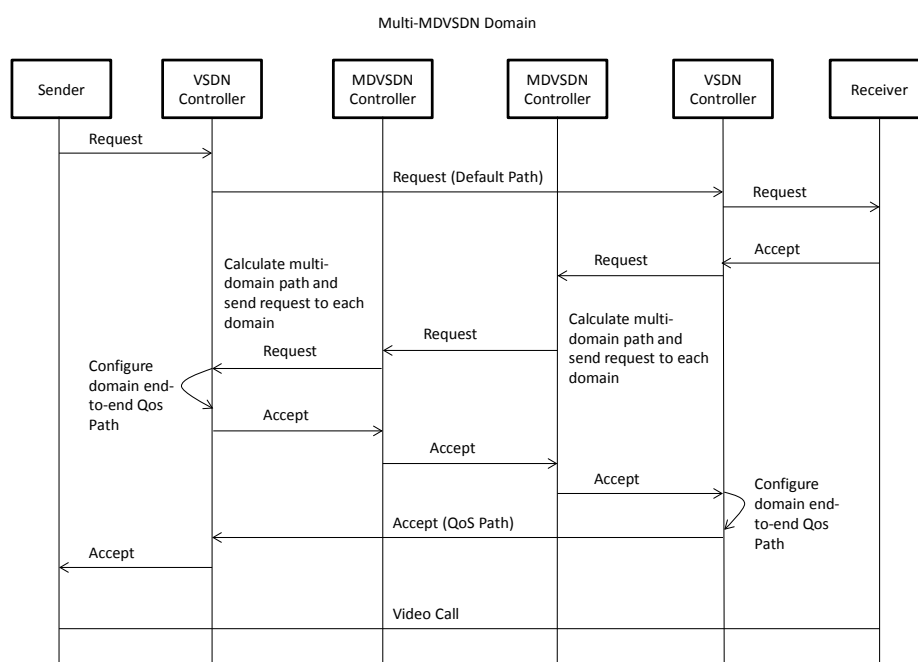 Multi-MDVSDN Domain
Sender
VSDN
Controller
MDVSDN
Controller
MDVSDN
Controller
VSDN
Controller
Receiver
Request
Request (Default Path)
Request
Accept
Request
Calculate multi-
domain path and
send request to each
domain
Calculate multi-
domain path and
send request to each
domain
Request
Request
Configure
domain end-
to-end Qos
Path
Accept
Accept
Accept
Configure
domain end-
to-end Qos
Path
Accept (QoS Path)
Accept
Video Call